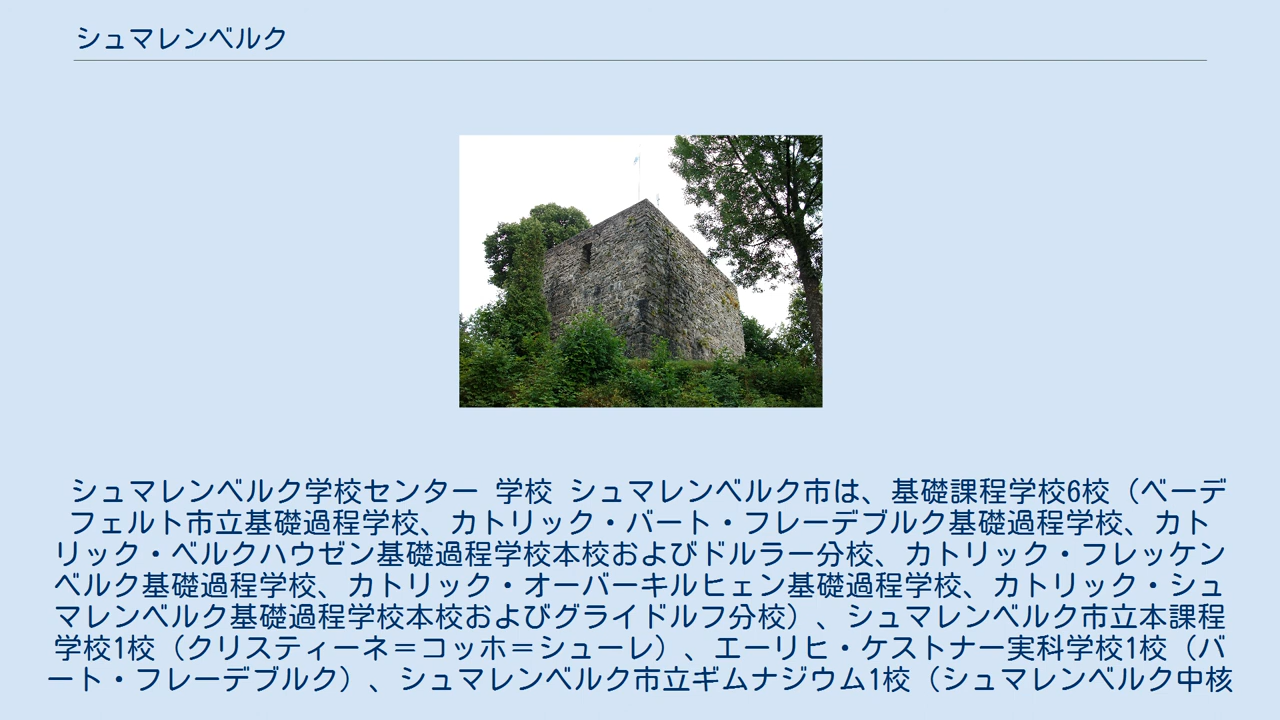 シュマレンベルク
シュマレンベルク学校センター 学校 シュマレンベルク市は、基礎課程学校6校（ベーデ
フェルト市立基礎過程学校、カトリック・バート・フレーデブルク基礎過程学校、カト
リック・ベルクハウゼン基礎過程学校本校およびドルラー分校、カトリック・フレッケン
ベルク基礎過程学校、カトリック・オーバーキルヒェン基礎過程学校、カトリック・シュ
マレンベルク基礎過程学校本校およびグライドルフ分校）、シュマレンベルク市立本課程
学校1校（クリスティーネ＝コッホ＝シューレ）、エーリヒ・ケストナー実科学校1校（バ
ート・フレーデブルク）、シュマレンベルク市立ギムナジウム1校（シュマレンベルク中核